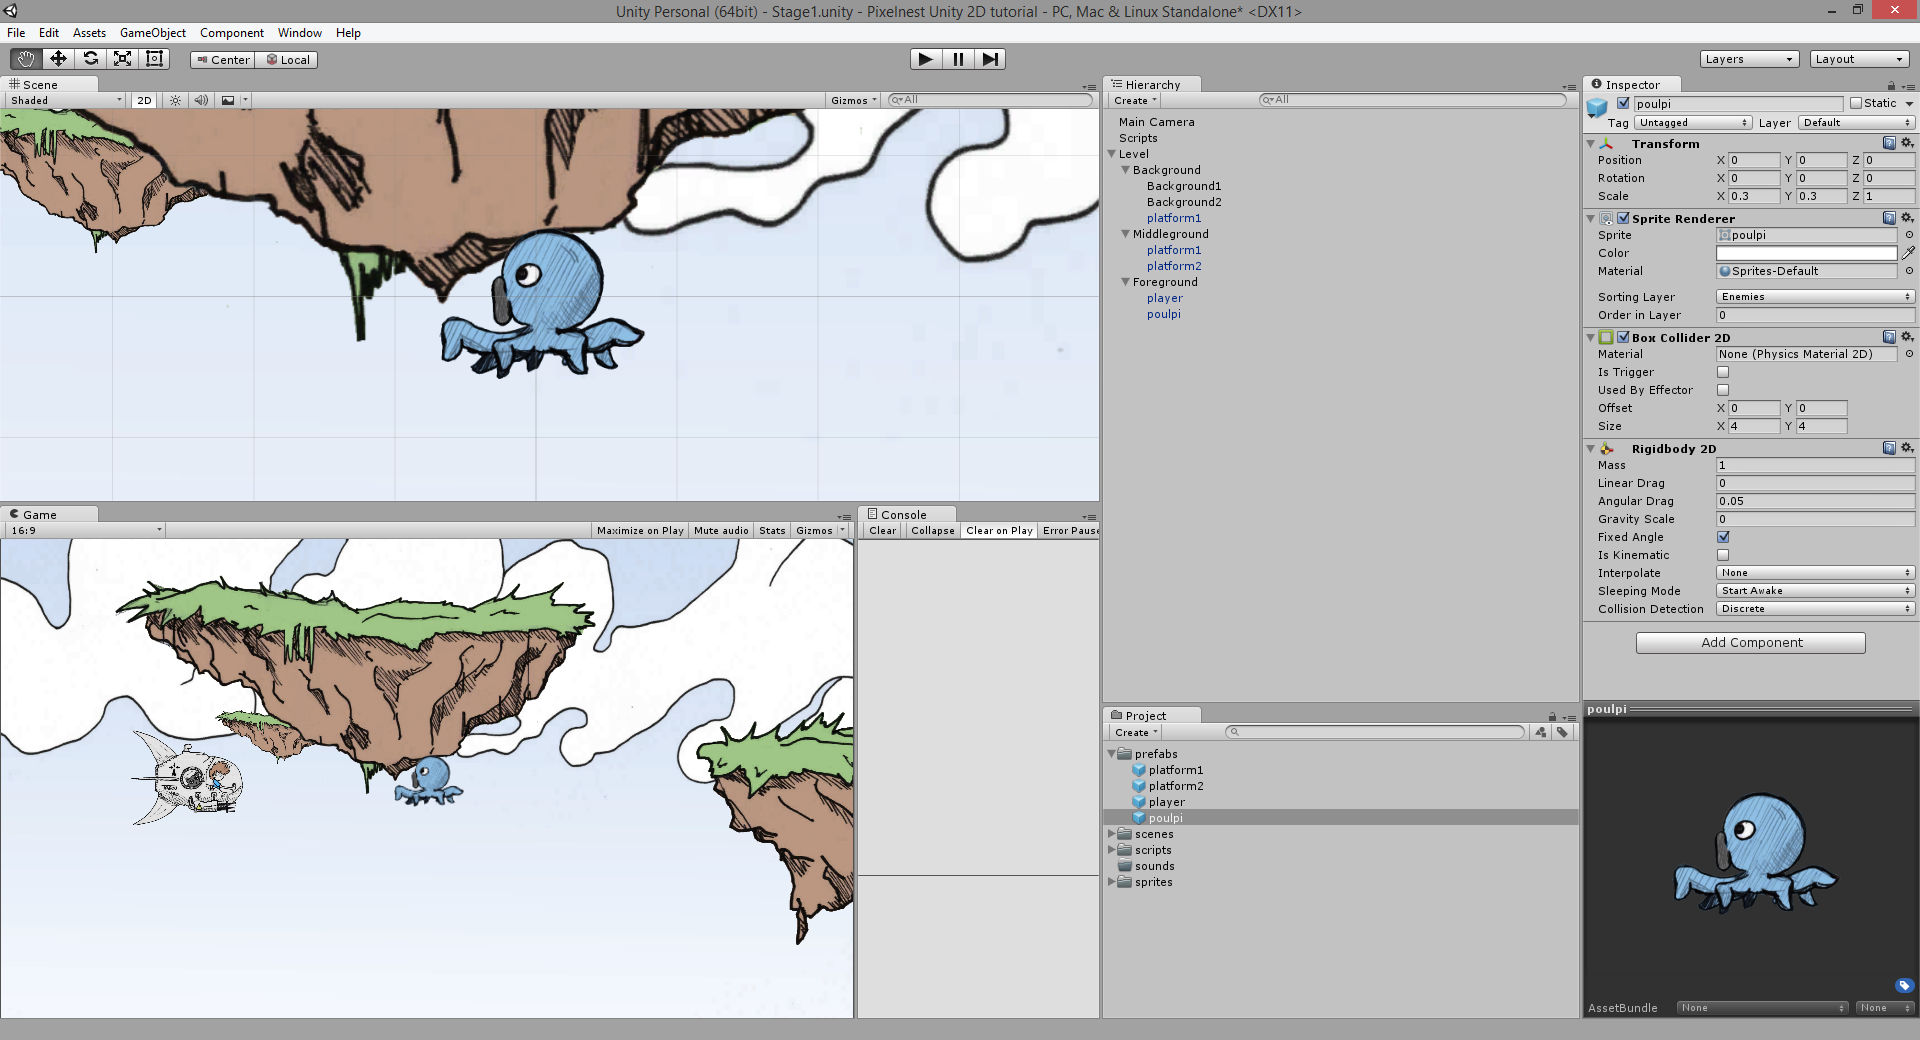 Unity Personal (64bit) - Stage1.unity - Pixelnest Unity 2D tutorial - PC, Mac & Linux Standalone* <DX11>
File Edit Assets GameObject Component Window Help
Center Local Layers Layout
Scene
Shaded 2D Gizmos All
Game
16:9 Maximize on Play Mute audio Stats Gizmos
Console
Clear Collapse Clear on Play Error Pause
Hierarchy
Create All
Main Camera
Scripts
Level
Background
Background1
Background2
platform1
Middleground
platform1
platform2
Foreground
player
poulpi
Project
Create
prefabs
platform1
platform2
player
poulpi
scenes
scripts
sounds
sprites
Inspector
poulpi Static
Tag Untagged Layer Default
Transform
Position X 0 Y 0 Z 0
Rotation X 0 Y 0 Z 0
Scale X 0.3 Y 0.3 Z 1
Sprite Renderer
Sprite poulpi
Color
Material Sprites-Default
Sorting Layer Enemies
Order in Layer 0
Box Collider 2D
Material None (Physics Material 2D)
Is Trigger
Used By Effector
Offset X 0 Y 0
Size X 4 Y 4
Rigidbody 2D
Mass 1
Linear Drag 0
Angular Drag 0.05
Gravity Scale 0
Fixed Angle
Is Kinematic
Interpolate None
Sleeping Mode Start Awake
Collision Detection Discrete
Add Component
poulpi
AssetBundle None None